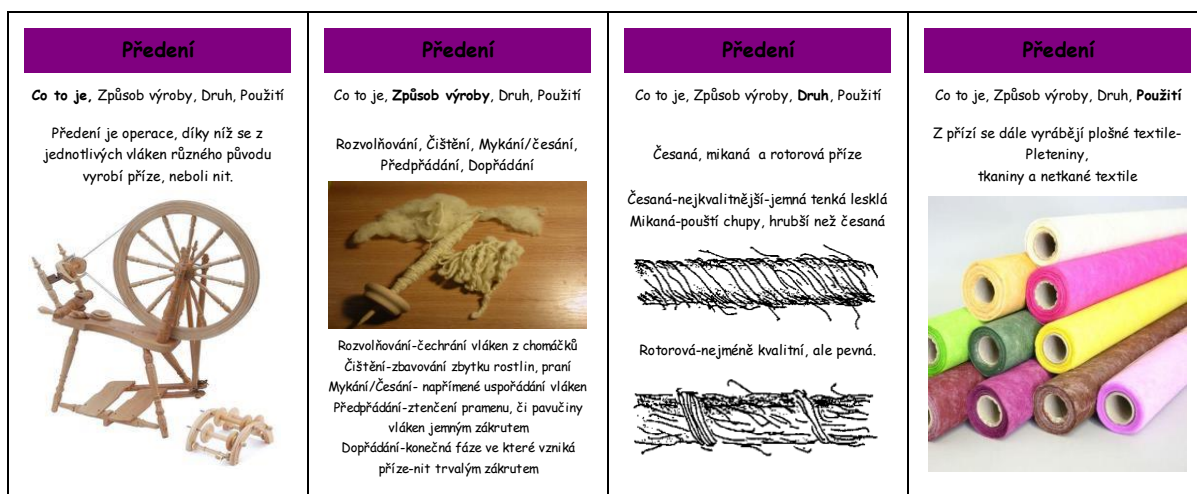 Předení
Co to je, Způsob výroby, Druh, Použití
Předení je operace, díky níž se z
jednotlivých vláken různého původu
vyrobí příze, neboli nit.
Předení
Co to je, Způsob výroby, Druh, Použití
Rozvolňování, Čištění, Mykání/česání,
Předpřádání, Dopřádání
Rozvolňování-čechrání vláken z chomáčků
Čištění-zbavování zbytku rostlin, praní
Mykání/Česání- napřímené uspořádání vláken
Předpřádání-ztenčení pramenu, či pavučiny
vláken jemným zákrutem
Dopřádání-konečná fáze ve které vzniká
příze-nit trvalým zákrutem
Předení
Co to je, Způsob výroby, Druh, Použití
Česaná, mikaná a rotorová příze
Česaná-nejkvalitnější-jemná tenká lesklá
Mikaná-pouští chupy, hrubší než česaná
Rotorová-nejméně kvalitní, ale pevná.
Předení
Co to je, Způsob výroby, Druh, Použití
Z přízí se dále vyrábějí plošné textile-
Pleteniny,
tkaniny a netkané textile